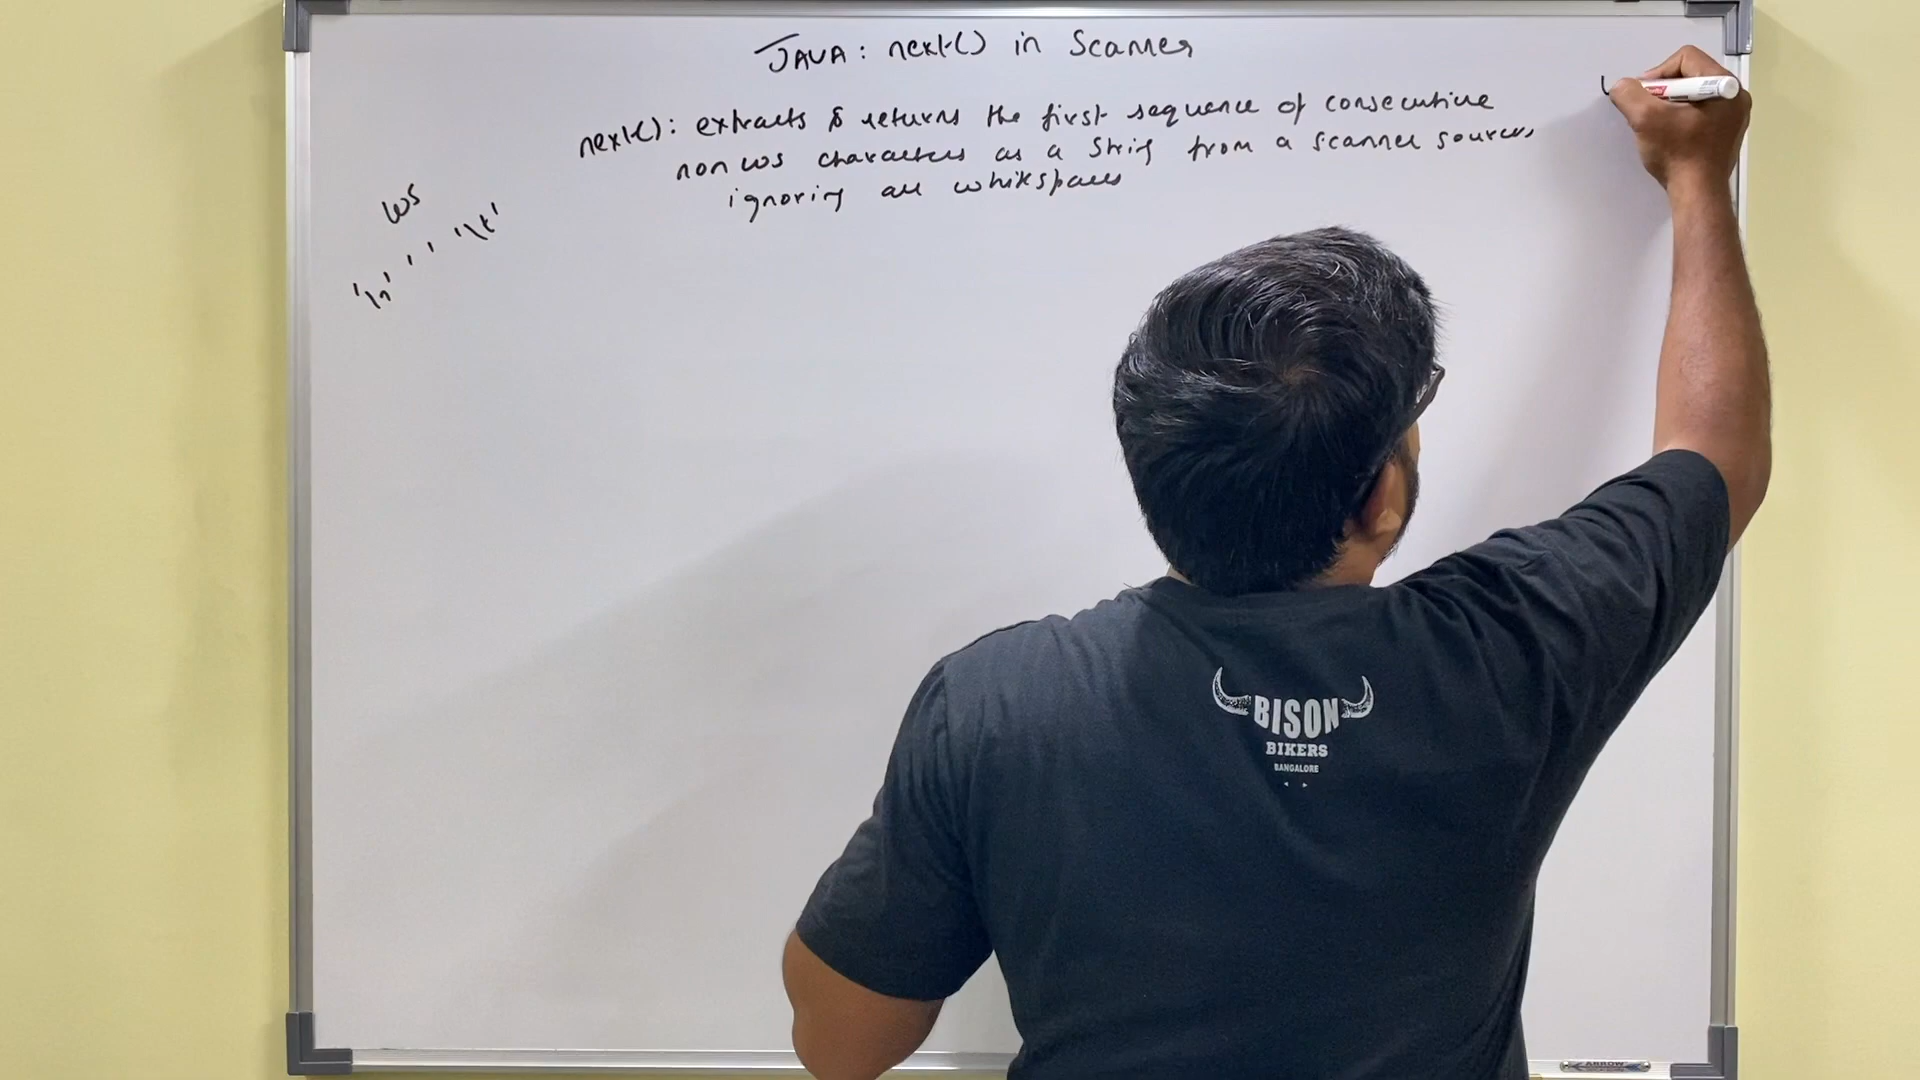 JAVA: next() in Scanner
next(): extracts & returns the first sequence of consecutive
non ws characters as a String from a scanner source,
ignoring all whitespaces
ws
'\n' ' ' '\t'
BISON
BIKERS
BANGALORE
ARROW